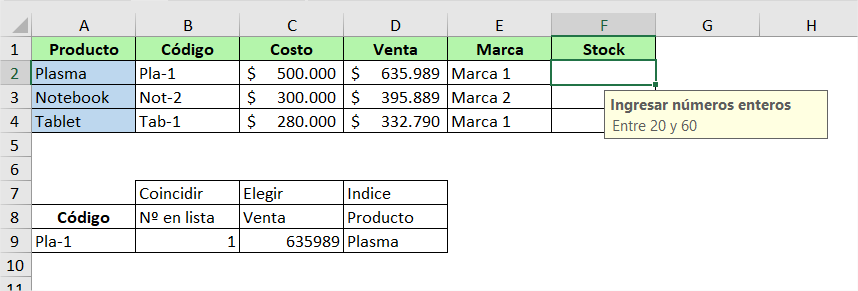 A B C D E F G H
1 Producto Código Costo Venta Marca Stock
2 Plasma Pla-1 $ 500.000 $ 635.989 Marca 1
3 Notebook Not-2 $ 300.000 $ 395.889 Marca 2
4 Tablet Tab-1 $ 280.000 $ 332.790 Marca 1
Ingresar números enteros
Entre 20 y 60
5
6
7 Coincidir Elegir Indice
8 Código Nº en lista Venta Producto
9 Pla-1 1 635989 Plasma
10
11